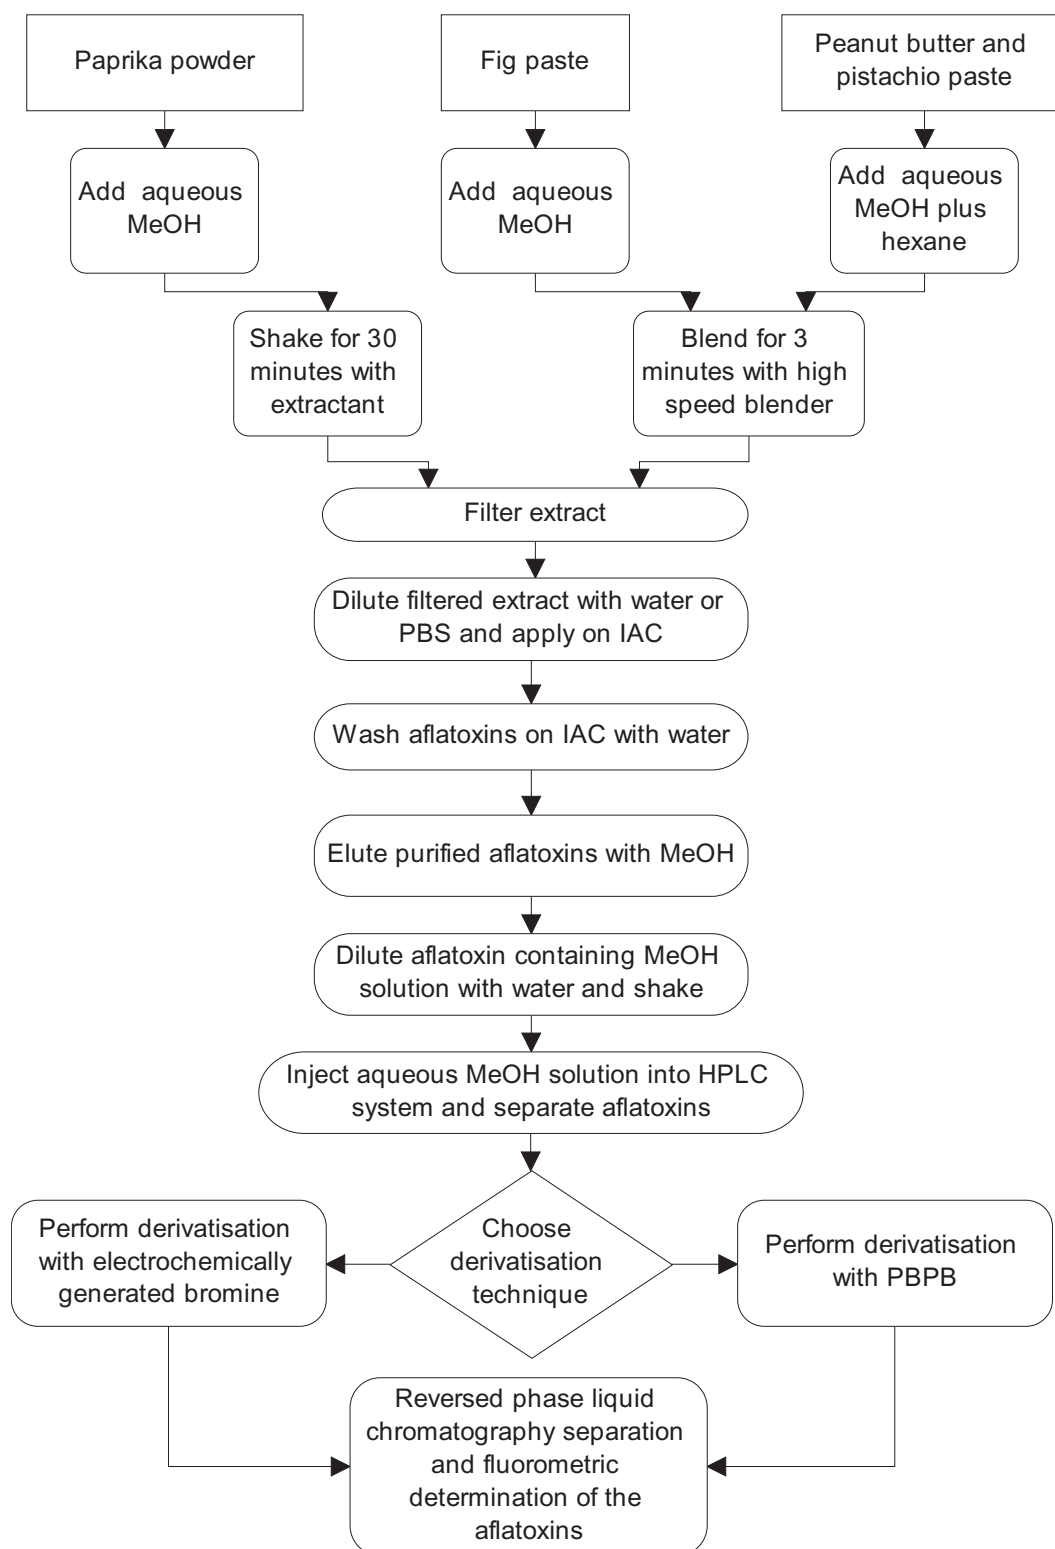 Paprika powder
Fig paste
Peanut butter and
pistachio paste
Add aqueous
MeOH
Add aqueous
MeOH
Add aqueous
MeOH plus
hexane
Shake for 30
minutes with
extractant
Blend for 3
minutes with high
speed blender
Filter extract
Dilute filtered extract with water or
PBS and apply on IAC
Wash aflatoxins on IAC with water
Elute purified aflatoxins with MeOH
Dilute aflatoxin containing MeOH
solution with water and shake
Inject aqueous MeOH solution into HPLC
system and separate aflatoxins
Choose
derivatisation
technique
Perform derivatisation
with electrochemically
generated bromine
Perform derivatisation
with PBPB
Reversed phase liquid
chromatography separation
and fluorometric
determination of the
aflatoxins